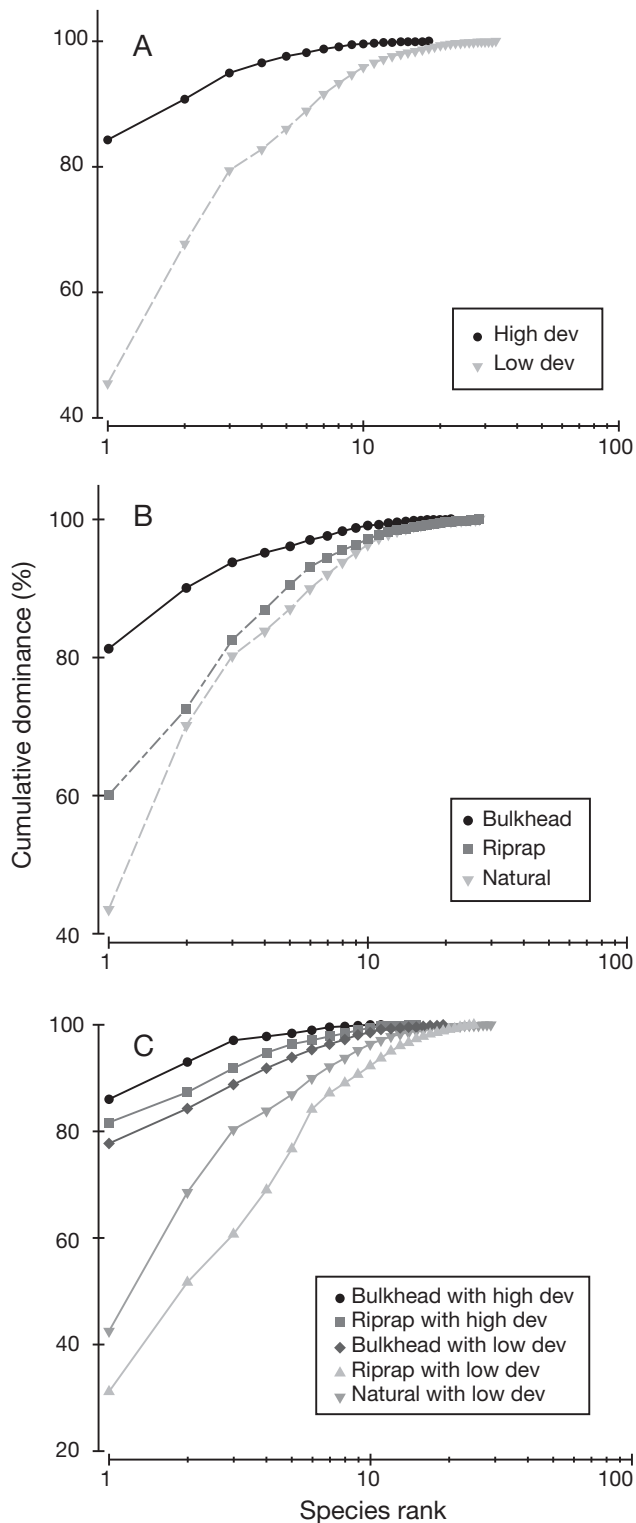 A
100
80
60
40
1
10
100
High dev
Low dev
B
100
80
60
40
1
10
100
Bulkhead
Riprap
Natural
Cumulative dominance (%)
C
100
80
60
40
20
1
10
100
Bulkhead with high dev
Riprap with high dev
Bulkhead with low dev
Riprap with low dev
Natural with low dev
Species rank